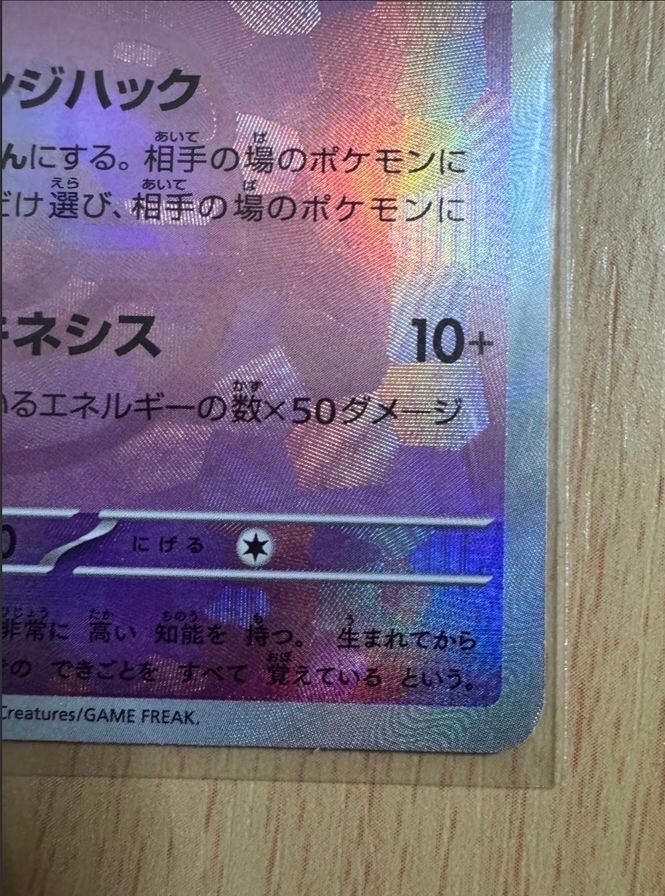 ジハック
んにする。相手の場のポケモンに
だけ選び、相手の場のポケモンに
ネシス 10+
いるエネルギーの数×50ダメージ
0 にげる
非常に 高い 知能を 持つ。 生まれてから
の できごとを すべて 覚えている という。
Creatures/GAME FREAK.